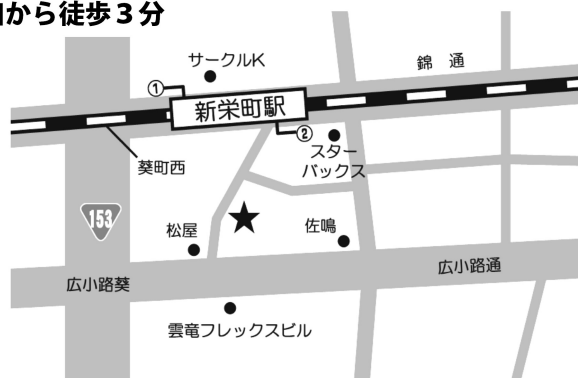 から徒歩３分
サークルK
錦 通
①
新栄町駅
②
スター
バックス
葵町西
153
松屋
佐鳴
広小路葵
広小路通
雲竜フレックスビル